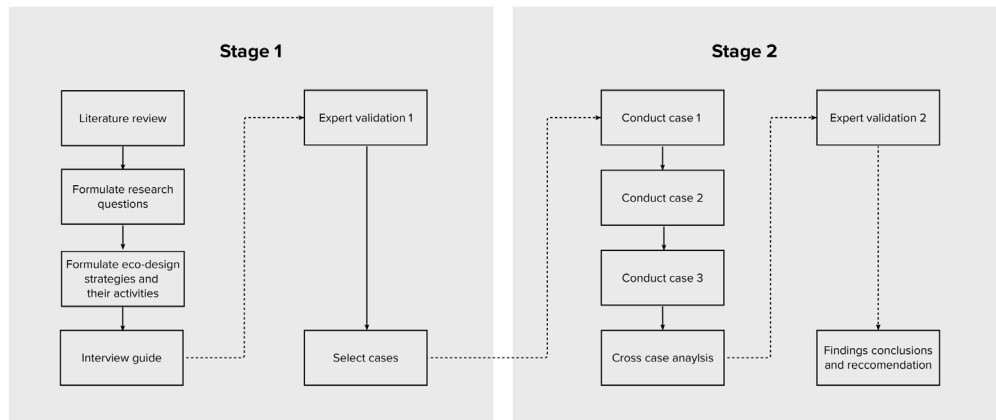 Stage 1
Literature review
Formulate research
questions
Formulate eco-design
strategies and
their activities
Interview guide
Expert validation 1
Select cases
Stage 2
Conduct case 1
Conduct case 2
Conduct case 3
Cross case anaylsis
Expert validation 2
Findings conclusions
and reccomendation